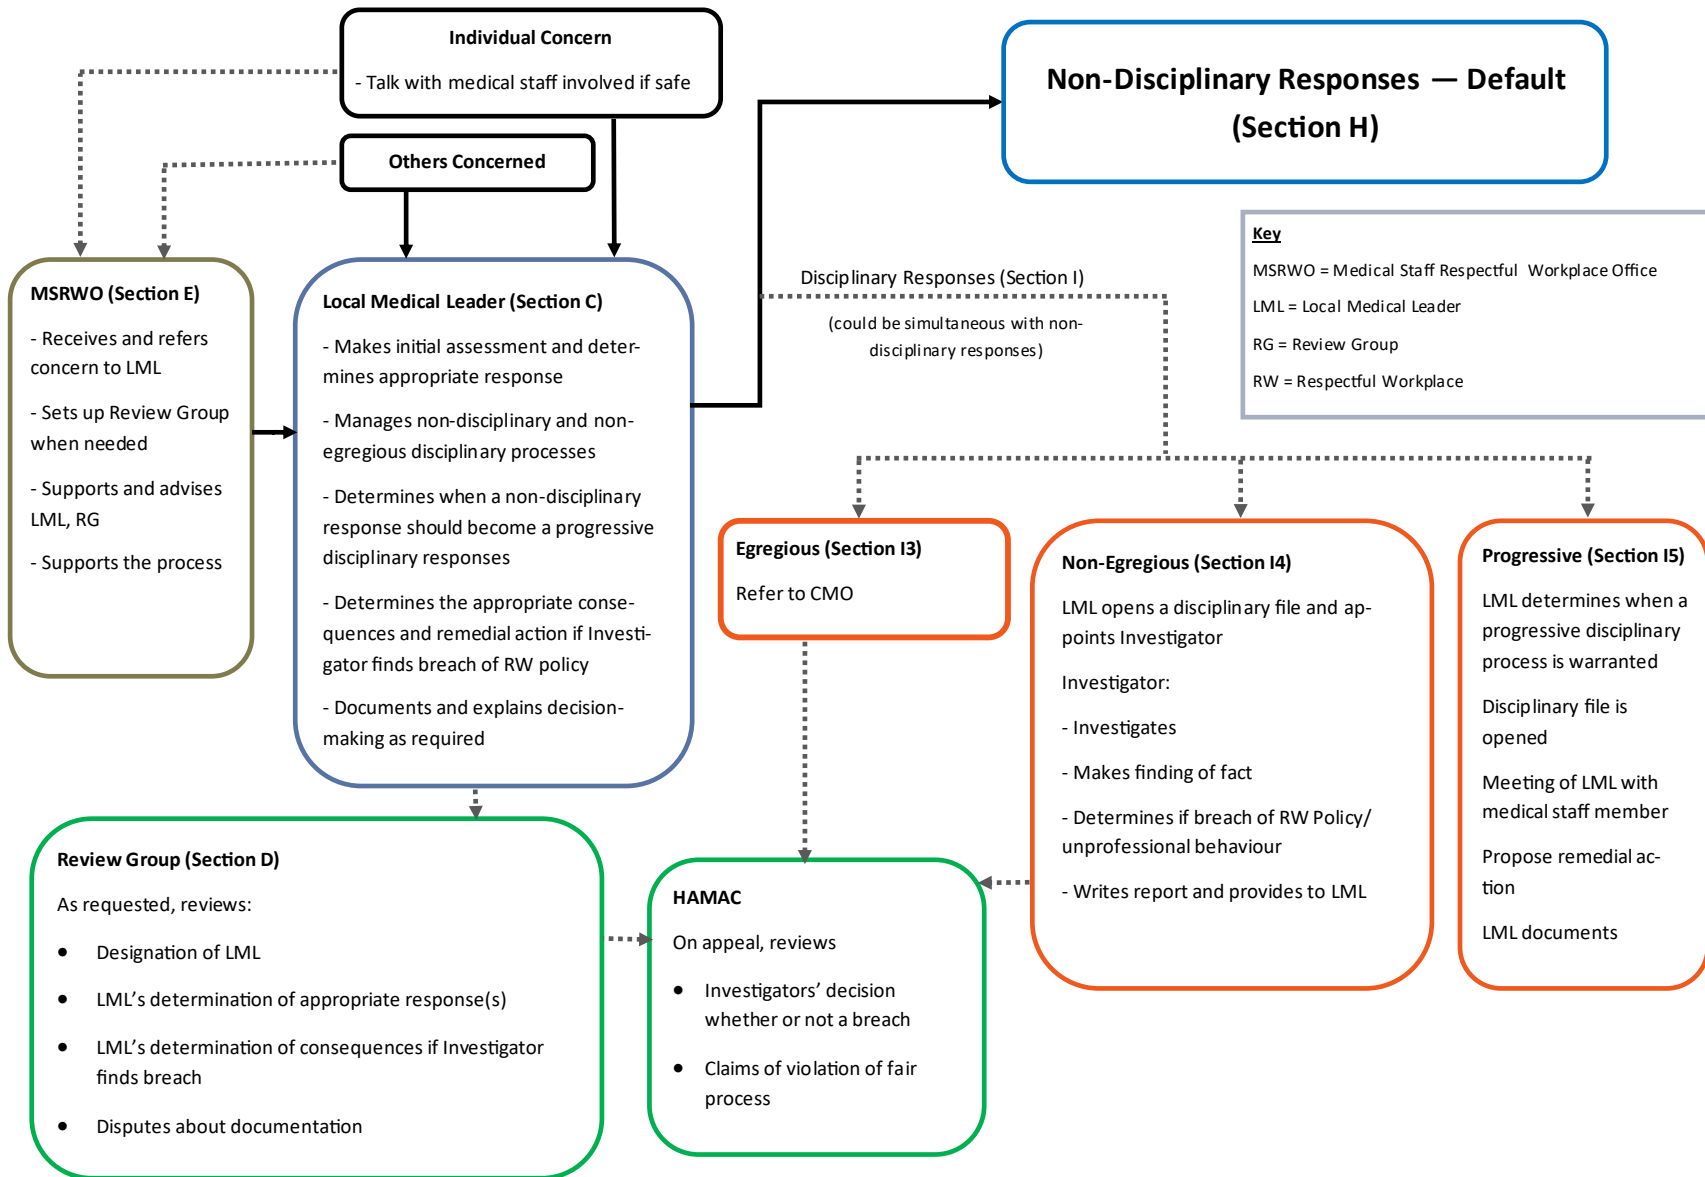 Individual Concern
- Talk with medical staff involved if safe
Others Concerned
Non-Disciplinary Responses — Default
(Section H)
Key
MSRWO = Medical Staff Respectful Workplace Office
LML = Local Medical Leader
RG = Review Group
RW = Respectful Workplace
MSRWO (Section E)
- Receives and refers
concern to LML
- Sets up Review Group
when needed
- Supports and advises
LML, RG
- Supports the process
Local Medical Leader (Section C)
- Makes initial assessment and deter-
mines appropriate response
- Manages non-disciplinary and non-
egregious disciplinary processes
- Determines when a non-disciplinary
response should become a progressive
disciplinary responses
- Determines the appropriate conse-
quences and remedial action if Investi-
gator finds breach of RW policy
- Documents and explains decision-
making as required
Disciplinary Responses (Section I)
(could be simultaneous with non-
disciplinary responses)
Egregious (Section I3)
Refer to CMO
Non-Egregious (Section I4)
LML opens a disciplinary file and ap-
points Investigator
Investigator:
- Investigates
- Makes finding of fact
- Determines if breach of RW Policy/
unprofessional behaviour
- Writes report and provides to LML
Progressive (Section I5)
LML determines when a
progressive disciplinary
process is warranted
Disciplinary file is
opened
Meeting of LML with
medical staff member
Propose remedial ac-
tion
LML documents
Review Group (Section D)
As requested, reviews:
• Designation of LML
• LML’s determination of appropriate response(s)
• LML’s determination of consequences if Investigator
finds breach
• Disputes about documentation
HAMAC
On appeal, reviews
• Investigators’ decision
whether or not a breach
• Claims of violation of fair
process